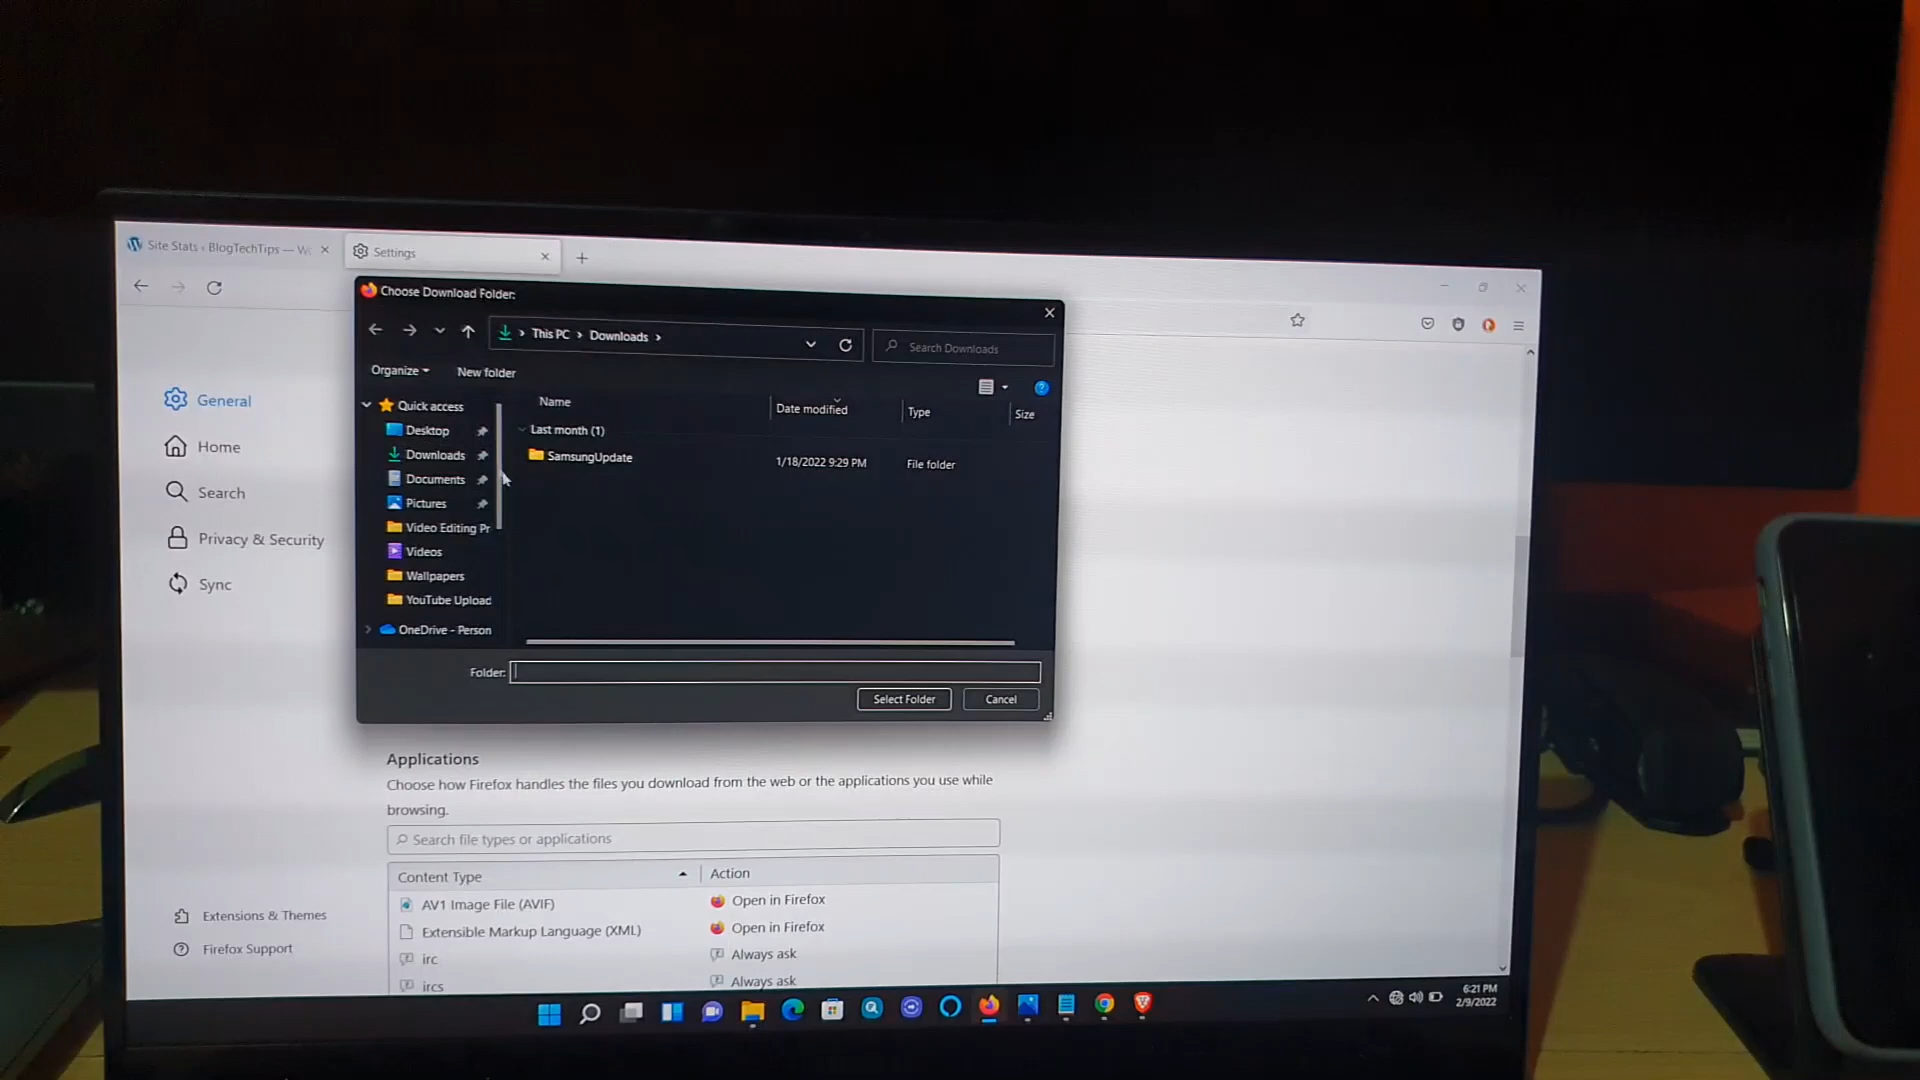 Site Stats ‹ BlogTechTips —
Settings
Choose Download Folder:
This PC > Downloads >
Search Downloads
Organize
New folder
Name
Date modified
Type
Size
Quick access
Desktop
Downloads
Documents
Pictures
Video Editing Pr
Videos
Wallpapers
YouTube Upload
OneDrive - Person
Last month (1)
SamsungUpdate
1/18/2022 9:29 PM
File folder
Folder:
Select Folder
Cancel
General
Home
Search
Privacy & Security
Sync
Extensions & Themes
Firefox Support
Applications
Choose how Firefox handles the files you download from the web or the applications you use while
browsing.
Search file types or applications
Content Type
Action
AV1 Image File (AVIF)
Open in Firefox
Extensible Markup Language (XML)
Open in Firefox
irc
Always ask
ircs
Always ask
6:21 PM
2/9/2022